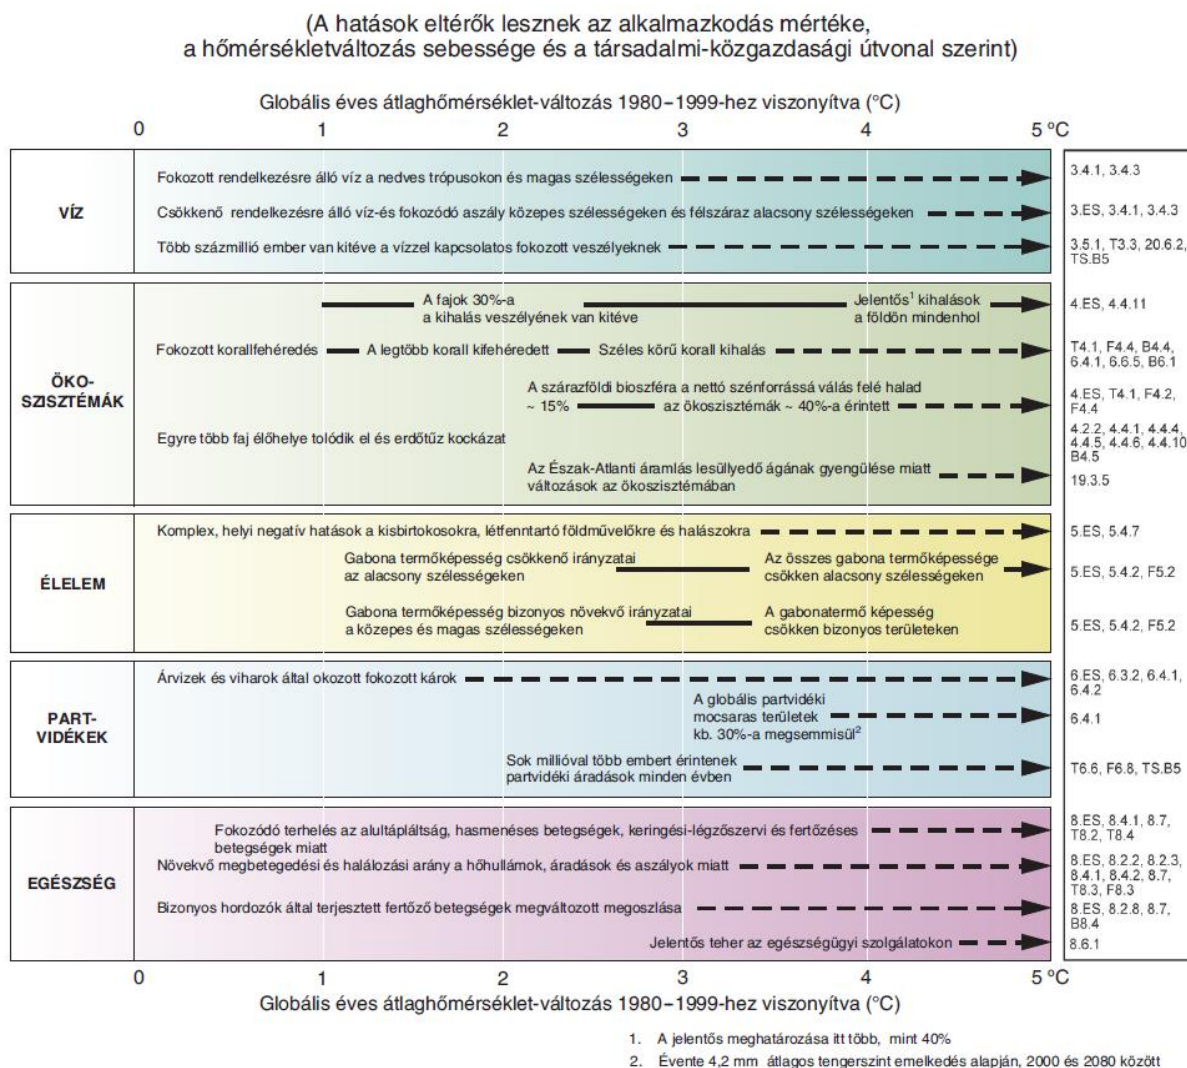 (A hatások eltérők lesznek az alkalmazkodás mértéke,
a hőmérsékletváltozás sebessége és a társadalmi-közgazdasági útvonal szerint)
Globális éves átlaghőmérséklet-változás 1980–1999-hez viszonyítva (°C)
0 1 2 3 4 5 ºC
VÍZ
Fokozott rendelkezésre álló víz a nedves trópusokon és magas szélességeken
3.4.1, 3.4.3
Csökkenő rendelkezésre álló víz-és fokozódó aszály közepes szélességeken és félszáraz alacsony szélességeken
3.ES, 3.4.1, 3.4.3
Több százmillió ember van kitéve a vízzel kapcsolatos fokozott veszélyeknek
3.5.1, T3.3, 20.6.2,
TS.B5
ÖKO-
SZISZTÉMÁK
A fajok 30%-a
a kihalás veszélyének van kitéve
Jelentős1 kihalások
a földön mindenhol
4.ES, 4.4.11
Fokozott korallfehéredés
A legtöbb korall kifehéredett
Széles körű korall kihalás
T4.1, F4.4, B4.4,
6.4.1, 6.6.5, B6.1
A szárazföldi bioszféra a nettó szénforrássá válás felé halad
~ 15%
az ökoszisztémák ~ 40%-a érintett
4.ES, T4.1, F4.2,
F4.4
Egyre több faj élőhelye tolódik el és erdőtűz kockázat
4.2.2, 4.4.1, 4.4.4,
4.4.5, 4.4.6, 4.4.10,
B4.5
Az Észak-Atlanti áramlás lesüllyedő ágának gyengülése miatt
változások az ökoszisztémában
19.3.5
ÉLELEM
Komplex, helyi negatív hatások a kisbirtokosokra, létfenntartó földművelőkre és halászokra
5.ES, 5.4.7
Gabona termőképesség csökkenő irányzatai
az alacsony szélességeken
Az összes gabona termőképessége
csökken alacsony szélességeken
5.ES, 5.4.2, F5.2
Gabona termőképesség bizonyos növekvő irányzatai
a közepes és magas szélességeken
A gabonatermő képesség
csökken bizonyos területeken
5.ES, 5.4.2, F5.2
PART-
VIDÉKEK
Árvizek és viharok által okozott fokozott károk
6.ES, 6.3.2, 6.4.1,
6.4.2
A globális partvidéki
mocsaras területek
kb. 30%-a megsemmisül2
6.4.1
Sok millióval több embert érintenek
partvidéki áradások minden évben
T6.6, F6.8, TS.B5
EGÉSZSÉG
Fokozódó terhelés az alultápláltság, hasmenéses betegségek, keringési-légzőszervi és fertőzéses
betegségek miatt
8.ES, 8.4.1, 8.7,
T8.2, T8.4
Növekvő megbetegedési és halálozási arány a hőhullámok, áradások és aszályok miatt
8.ES, 8.2.2, 8.2.3,
8.4.1, 8.4.2, 8.7,
T8.3, F8.3
Bizonyos hordozók által terjesztett fertőző betegségek megváltozott megoszlása
8.ES, 8.2.8, 8.7,
B8.4
Jelentős teher az egészségügyi szolgálatokon
8.6.1
0 1 2 3 4 5 ºC
Globális éves átlaghőmérséklet-változás 1980–1999-hez viszonyítva (°C)
1. A jelentős meghatározása itt több, mint 40%
2. Évente 4,2 mm átlagos tengerszint emelkedés alapján, 2000 és 2080 között